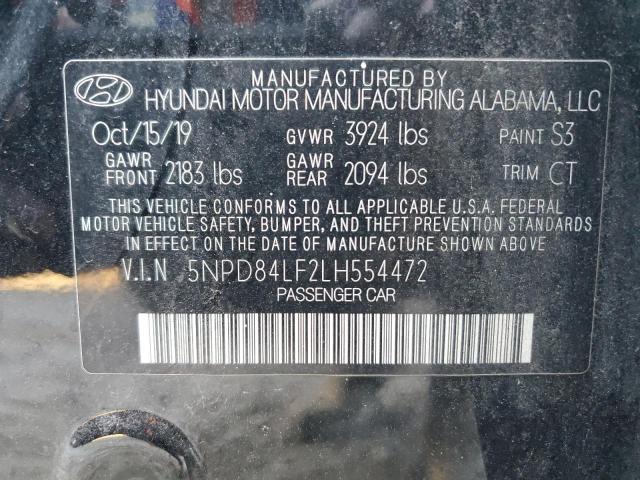 MANUFACTURED BY
HYUNDAI MOTOR MANUFACTURING ALABAMA, LLC
Oct/15/19 GVWR 3924 lbs PAINT S3
GAWR FRONT 2183 lbs GAWR REAR 2094 lbs TRIM CT
THIS VEHICLE CONFORMS TO ALL APPLICABLE U.S.A. FEDERAL
MOTOR VEHICLE SAFETY, BUMPER, AND THEFT PREVENTION STANDARDS
IN EFFECT ON THE DATE OF MANUFACTURE SHOWN ABOVE.
V.I.N 5NPD84LF2LH554472
PASSENGER CAR